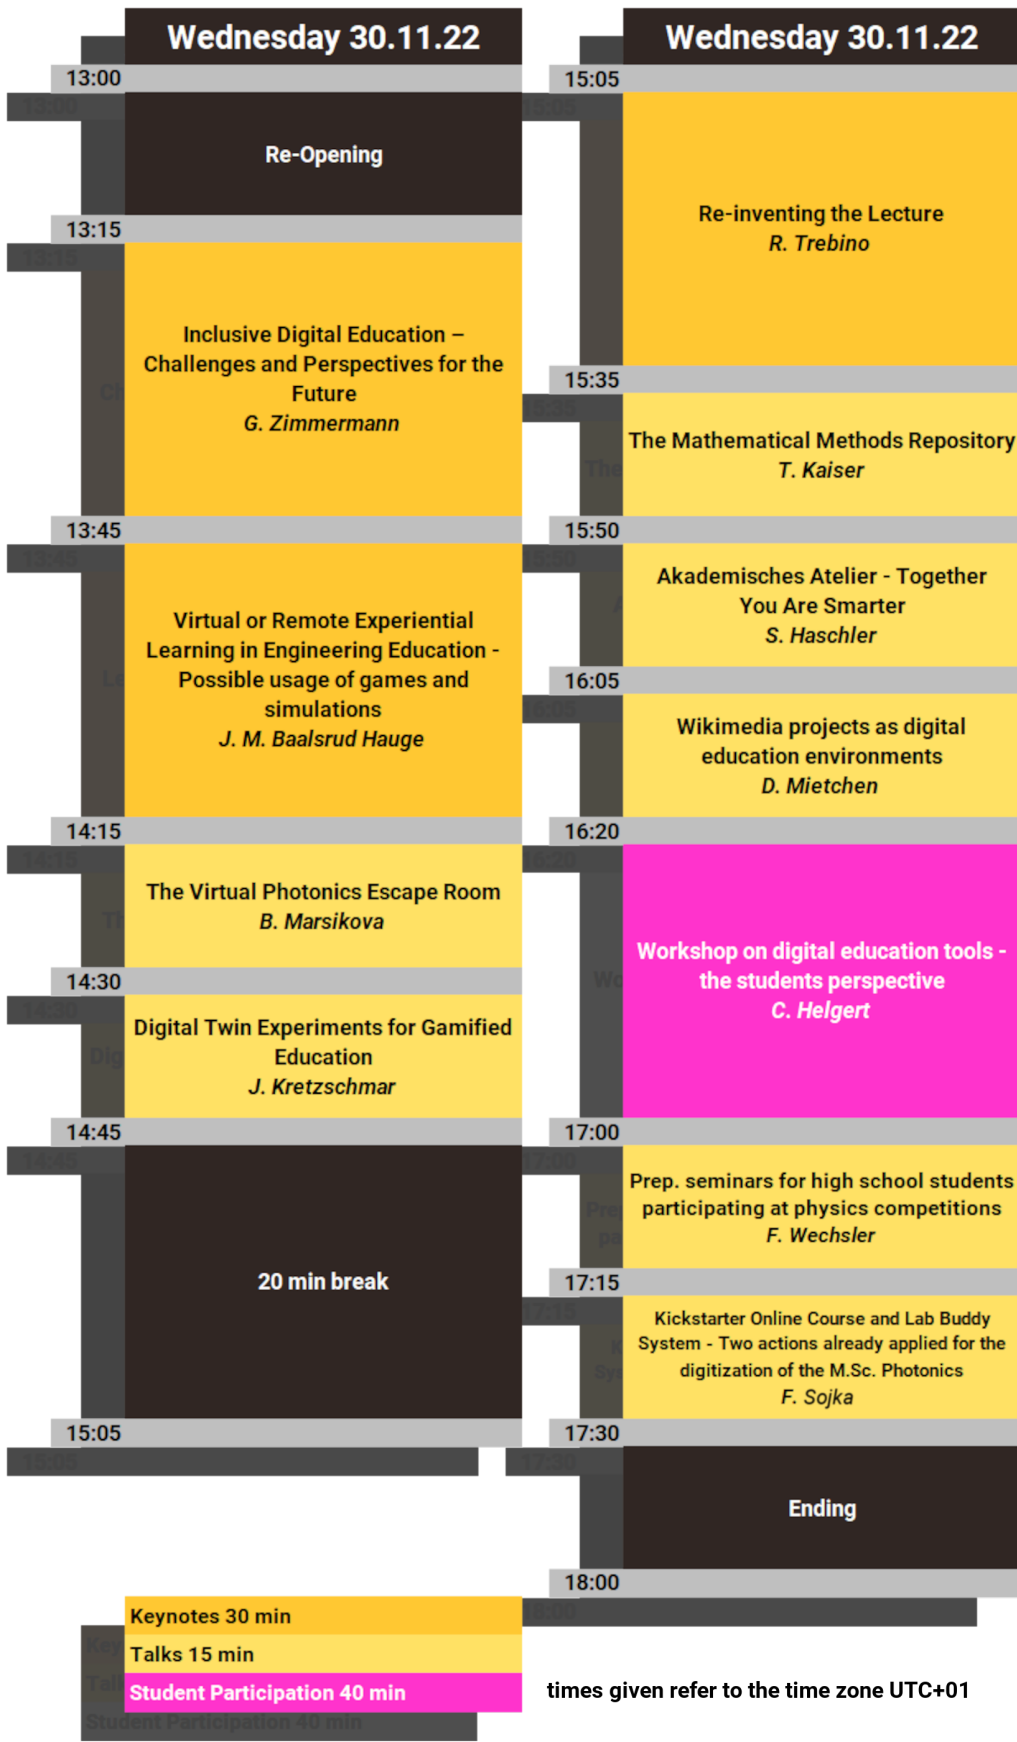 Wednesday 30.11.22
13:00
Re-Opening
13:15
Inclusive Digital Education –
Challenges and Perspectives for the
Future
G. Zimmermann
13:45
Virtual or Remote Experiential
Learning in Engineering Education -
Possible usage of games and
simulations
J. M. Baalsrud Hauge
14:15
The Virtual Photonics Escape Room
B. Marsikova
14:30
Digital Twin Experiments for Gamified
Education
J. Kretzschmar
14:45
20 min break
15:05
Wednesday 30.11.22
15:05
Re-inventing the Lecture
R. Trebino
15:35
The Mathematical Methods Repository
T. Kaiser
15:50
Akademisches Atelier - Together
You Are Smarter
S. Haschler
16:05
Wikimedia projects as digital
education environments
D. Mietchen
16:20
Workshop on digital education tools -
the students perspective
C. Helgert
17:00
Prep. seminars for high school students
participating at physics competitions
F. Wechsler
17:15
Kickstarter Online Course and Lab Buddy
System - Two actions already applied for the
digitization of the M.Sc. Photonics
F. Sojka
17:30
Ending
18:00
Keynotes 30 min
Talks 15 min
Student Participation 40 min
times given refer to the time zone UTC+01